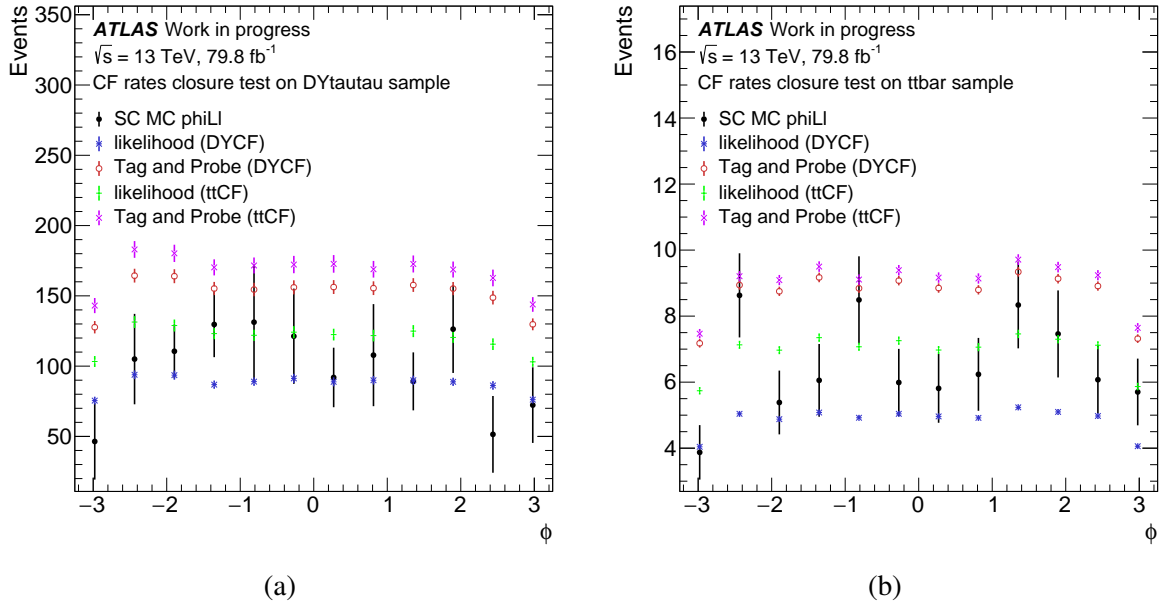 Events
350
300
250
200
150
100
50
ATLAS Work in progress
√s = 13 TeV, 79.8 fb⁻¹
CF rates closure test on DYtautau sample
SC MC phiLl
likelihood (DYCF)
Tag and Probe (DYCF)
likelihood (ttCF)
Tag and Probe (ttCF)
−3 −2 −1 0 1 2 3
ϕ
(a)
Events
16
14
12
10
8
6
4
ATLAS Work in progress
√s = 13 TeV, 79.8 fb⁻¹
CF rates closure test on ttbar sample
SC MC phiLl
likelihood (DYCF)
Tag and Probe (DYCF)
likelihood (ttCF)
Tag and Probe (ttCF)
−3 −2 −1 0 1 2 3
ϕ
(b)